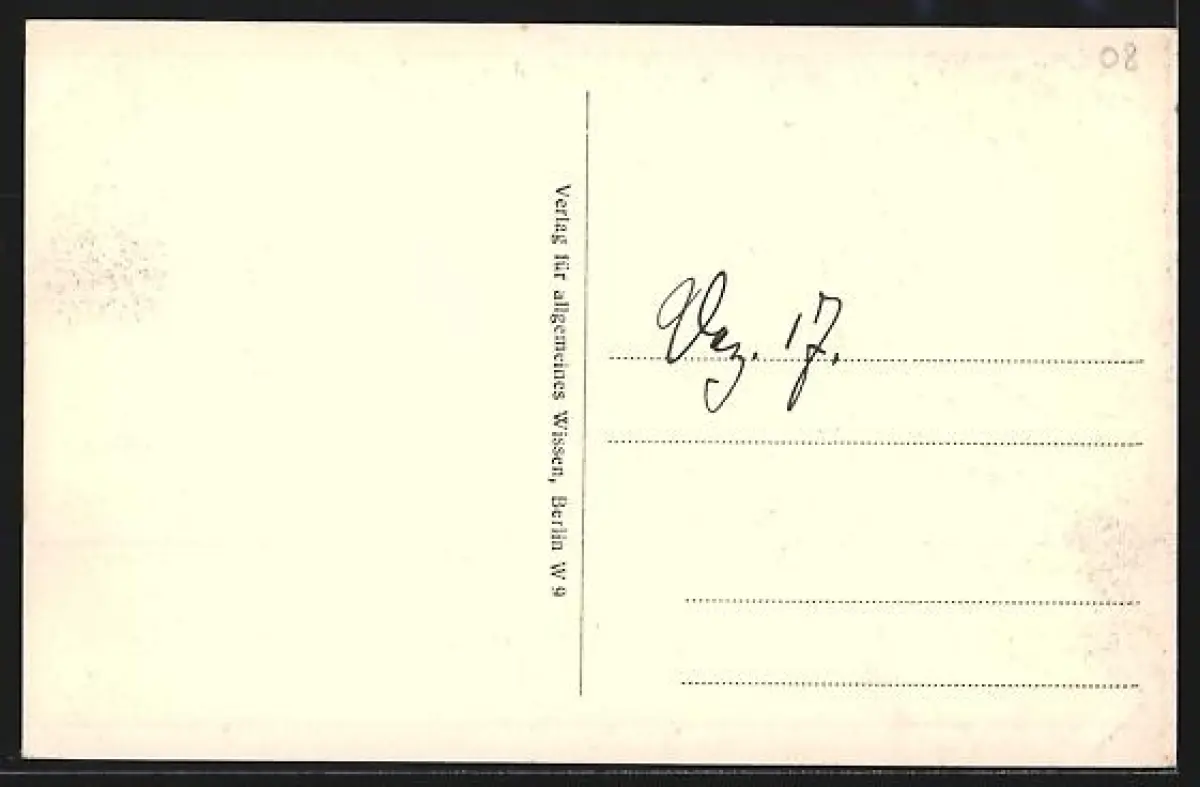 08
Verlag für allgemeines Wissen, Berlin W 9
Dez. 17.